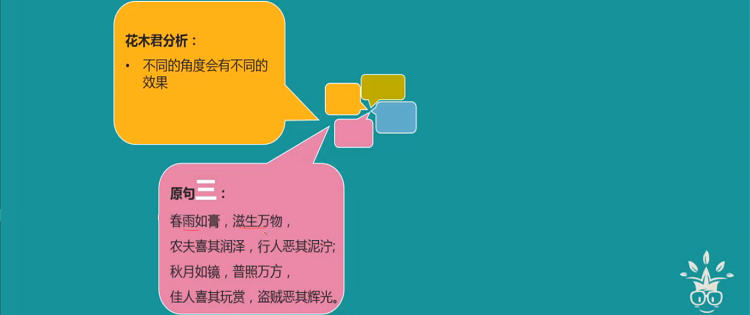 花木君分析：
• 不同的角度会有不同的
效果
原句三：
春雨如膏，滋生万物，
农夫喜其润泽，行人恶其泥泞;
秋月如镜，普照万方，
佳人喜其玩赏，盗贼恶其辉光。